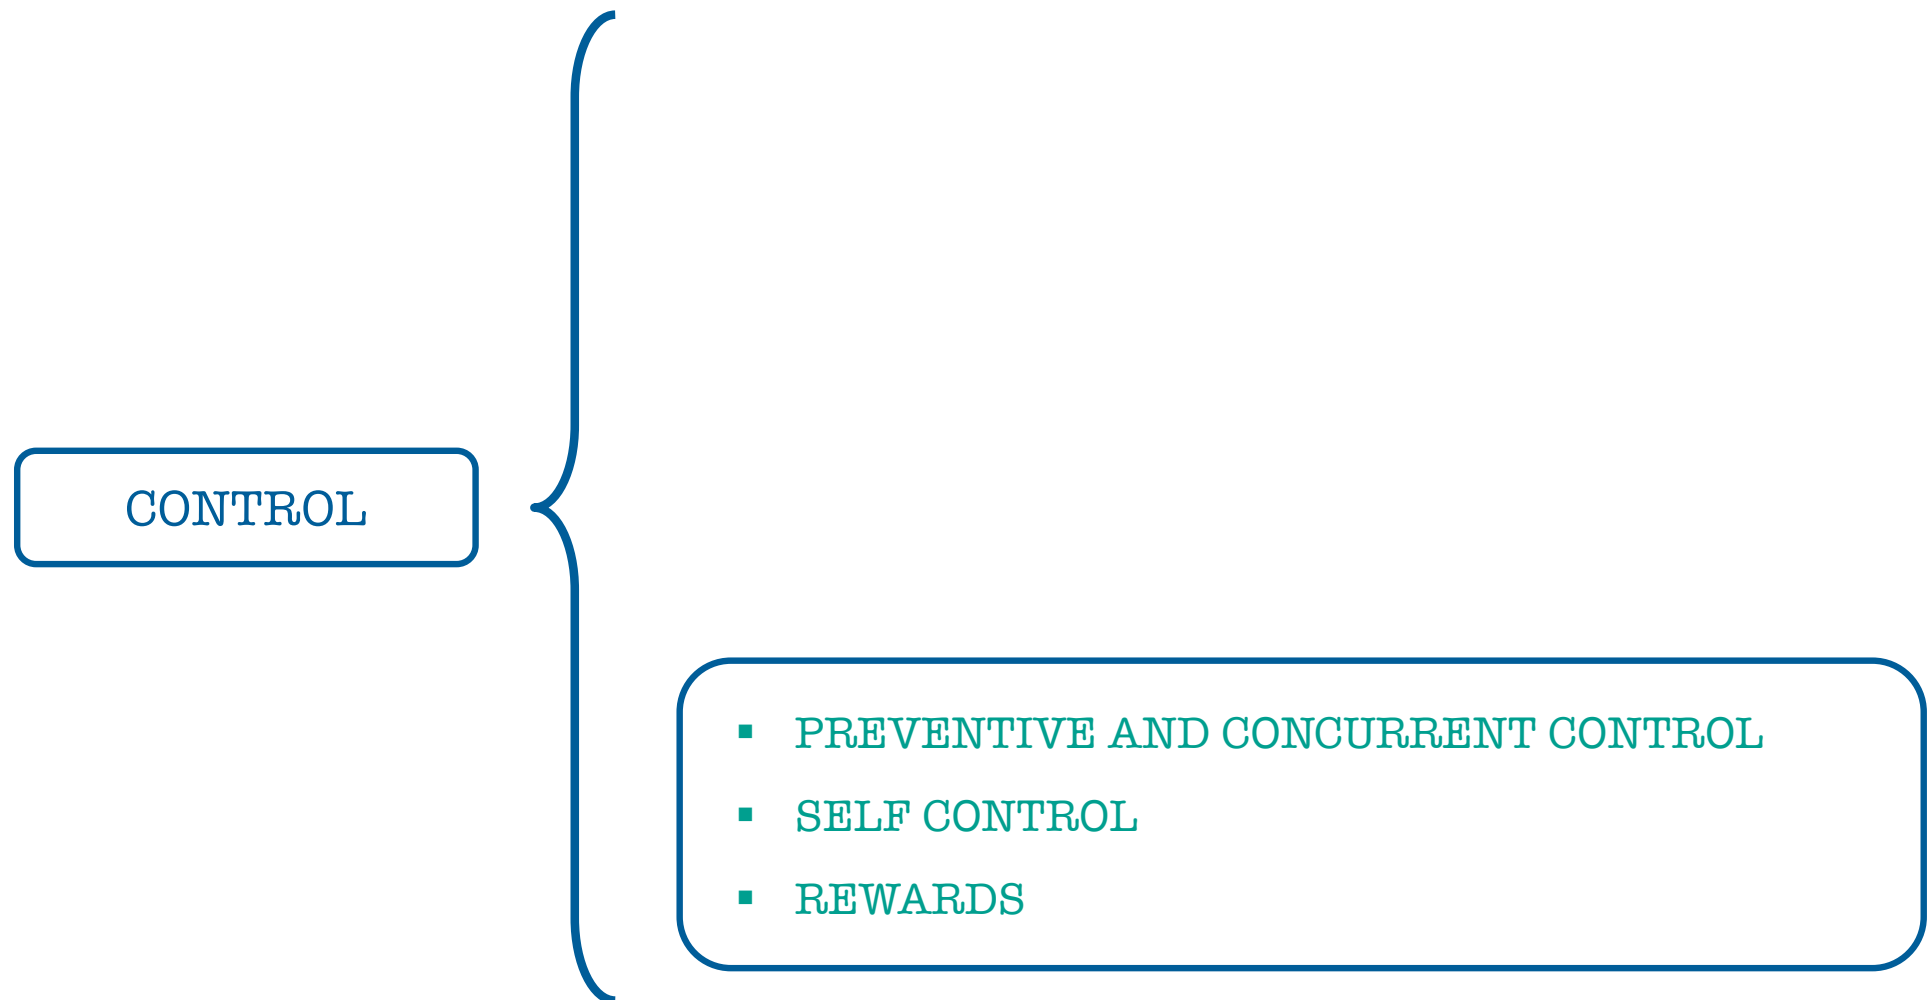 CONTROL
▪ PREVENTIVE AND CONCURRENT CONTROL
▪ SELF CONTROL
▪ REWARDS